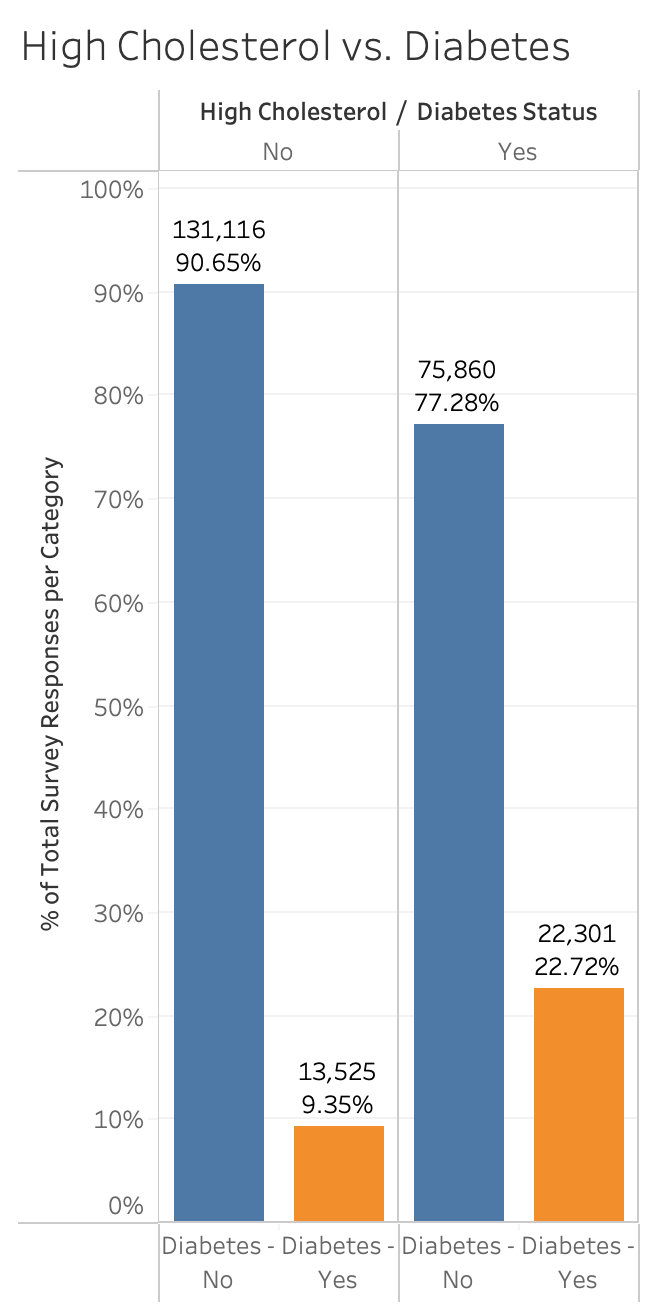 High Cholesterol vs. Diabetes
High Cholesterol / Diabetes Status
No
Yes
% of Total Survey Responses per Category
100%
90%
80%
70%
60%
50%
40%
30%
20%
10%
0%
131,116
90.65%
13,525
9.35%
75,860
77.28%
22,301
22.72%
Diabetes -
No
Diabetes -
Yes
Diabetes -
No
Diabetes -
Yes